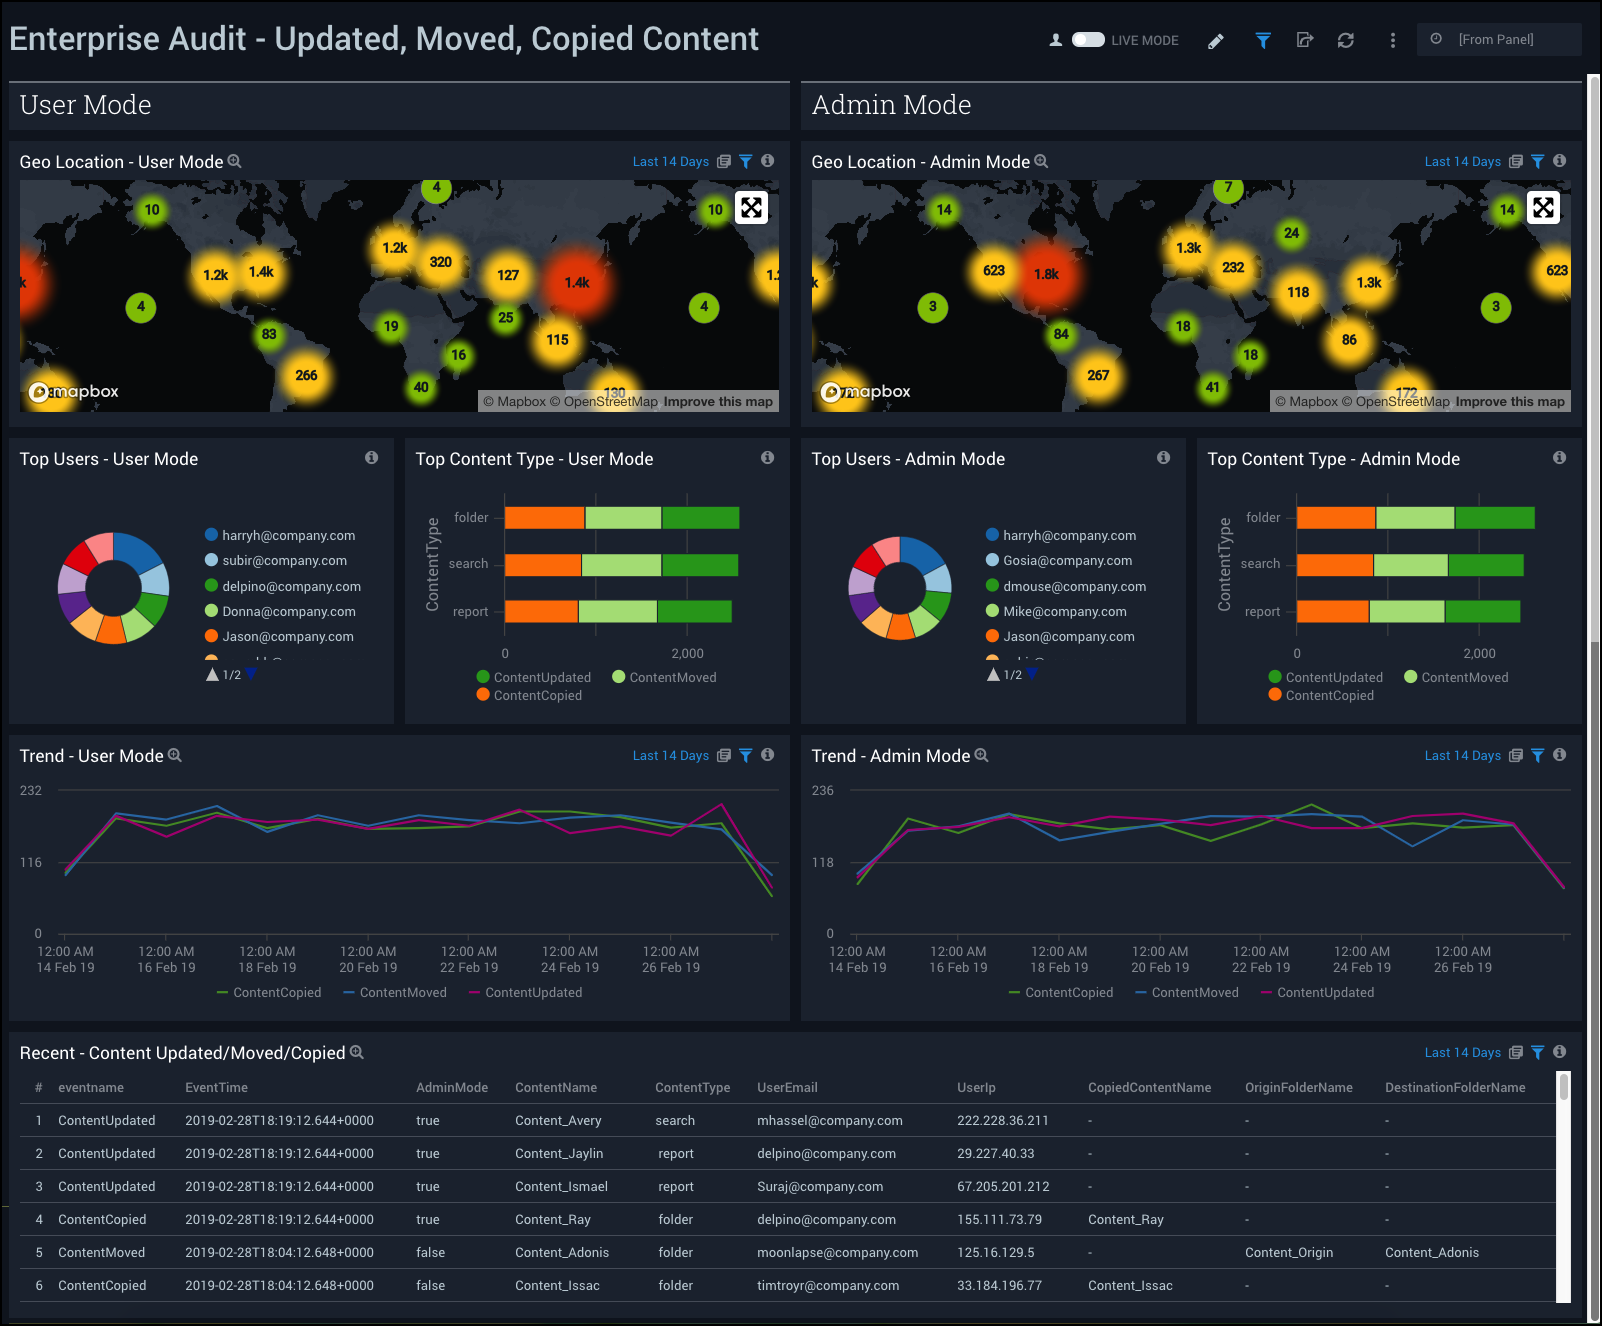 Enterprise Audit - Updated, Moved, Copied Content
LIVE MODE
[From Panel]
User Mode
Admin Mode
Geo Location - User Mode
Last 14 Days
4
10
10
1.2k
320
1.2k
1.4k
127
1.4k
4
4
25
19
83
115
16
266
40
130
mapbox
© Mapbox © OpenStreetMap Improve this map
Geo Location - Admin Mode
Last 14 Days
7
14
14
24
1.3k
232
623
1.8k
118
1.3k
623
3
3
18
84
86
18
267
41
172
mapbox
© Mapbox © OpenStreetMap Improve this map
Top Users - User Mode
harryh@company.com
subir@company.com
delpino@company.com
Donna@company.com
Jason@company.com
1/2
Top Content Type - User Mode
ContentType
folder
search
report
0 2,000
ContentUpdated ContentMoved
ContentCopied
Top Users - Admin Mode
harryh@company.com
Gosia@company.com
dmouse@company.com
Mike@company.com
Jason@company.com
1/2
Top Content Type - Admin Mode
ContentType
folder
search
report
0 2,000
ContentUpdated ContentMoved
ContentCopied
Trend - User Mode
Last 14 Days
232
116
0
12:00 AM 12:00 AM 12:00 AM 12:00 AM 12:00 AM 12:00 AM 12:00 AM
14 Feb 19 16 Feb 19 18 Feb 19 20 Feb 19 22 Feb 19 24 Feb 19 26 Feb 19
ContentCopied ContentMoved ContentUpdated
Trend - Admin Mode
Last 14 Days
236
118
0
12:00 AM 12:00 AM 12:00 AM 12:00 AM 12:00 AM 12:00 AM 12:00 AM
14 Feb 19 16 Feb 19 18 Feb 19 20 Feb 19 22 Feb 19 24 Feb 19 26 Feb 19
ContentCopied ContentMoved ContentUpdated
Recent - Content Updated/Moved/Copied
Last 14 Days
# eventname EventTime AdminMode ContentName ContentType UserEmail UserIp CopiedContentName OriginFolderName DestinationFolderName
1 ContentUpdated 2019-02-28T18:19:12.644+0000 true Content_Avery search mhassel@company.com 222.228.36.211 - - -
2 ContentUpdated 2019-02-28T18:19:12.644+0000 true Content_Jaylin report delpino@company.com 29.227.40.33 - - -
3 ContentUpdated 2019-02-28T18:19:12.644+0000 true Content_Ismael report Suraj@company.com 67.205.201.212 - - -
4 ContentCopied 2019-02-28T18:19:12.644+0000 true Content_Ray folder delpino@company.com 155.111.73.79 Content_Ray - -
5 ContentMoved 2019-02-28T18:04:12.648+0000 false Content_Adonis folder moonlapse@company.com 125.16.129.5 - Content_Origin Content_Adonis
6 ContentCopied 2019-02-28T18:04:12.648+0000 false Content_Issac folder timtroyr@company.com 33.184.196.77 Content_Issac - -